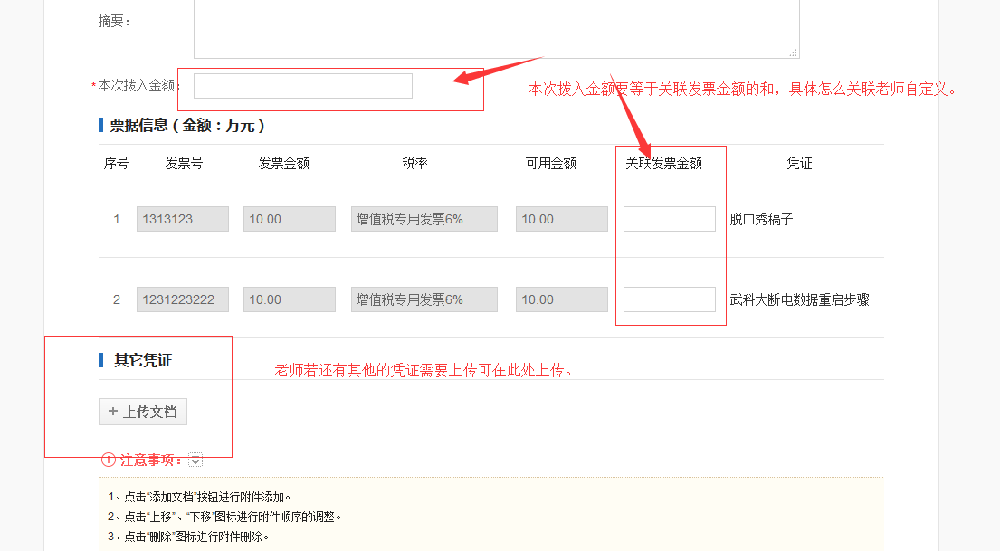 摘要：
*本次拨入金额：
本次拨入金额要等于关联发票金额的和，具体怎么关联老师自定义。
票据信息（金额：万元）
序号 发票号 发票金额 税率 可用金额 关联发票金额 凭证
1 1313123 10.00 增值税专用发票6% 10.00 脱口秀稿子
2 1231223222 10.00 增值税专用发票6% 10.00 武科大断电数据重启步骤
其它凭证
老师若还有其他的凭证需要上传可在此处上传。
+ 上传文档
注意事项：
1、点击“添加文档”按钮进行附件添加。
2、点击“上移”、“下移”图标进行附件顺序的调整。
3、点击“删除”图标进行附件删除。